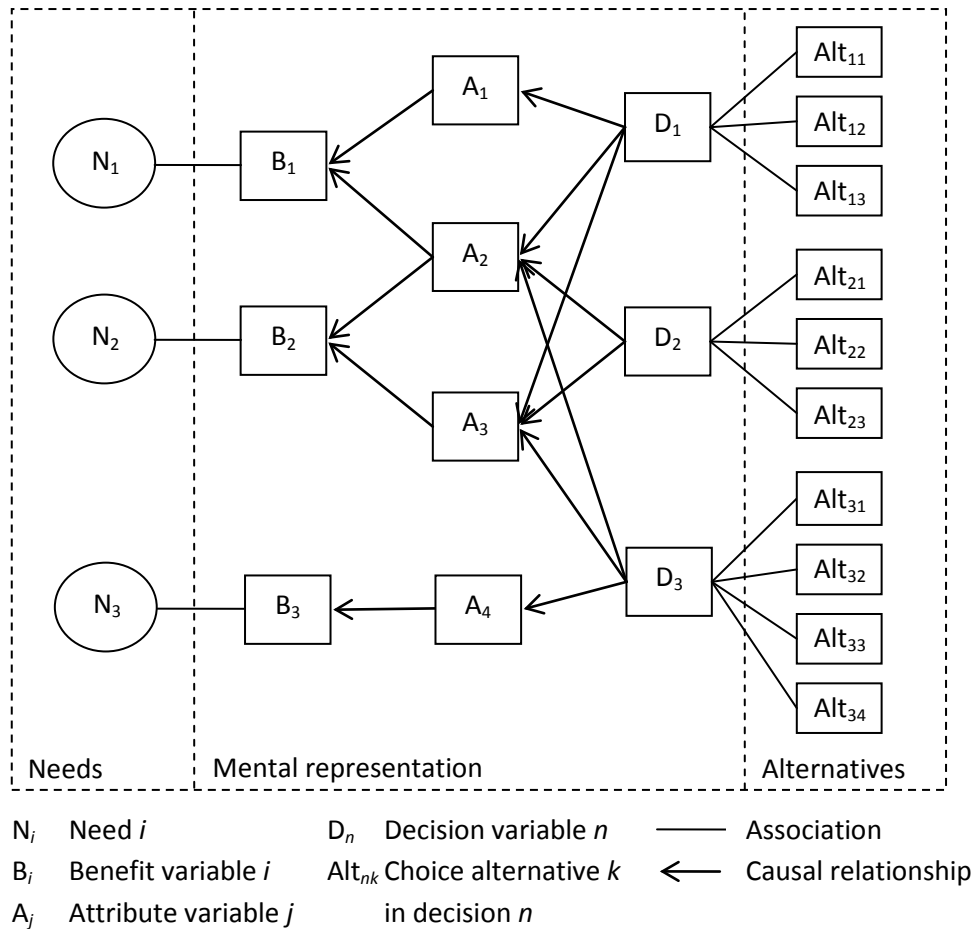 Alt₁₁
A₁
D₁
Alt₁₂
N₁
B₁
Alt₁₃
A₂
Alt₂₁
N₂
B₂
D₂
Alt₂₂
A₃
Alt₂₃
Alt₃₁
D₃
Alt₃₂
N₃
B₃
A₄
Alt₃₃
Alt₃₄
Needs
Mental representation
Alternatives
Nᵢ Need i
Dₙ Decision variable n
Association
Bᵢ Benefit variable i
Altₙₖ Choice alternative k
Causal relationship
Aⱼ Attribute variable j
in decision n